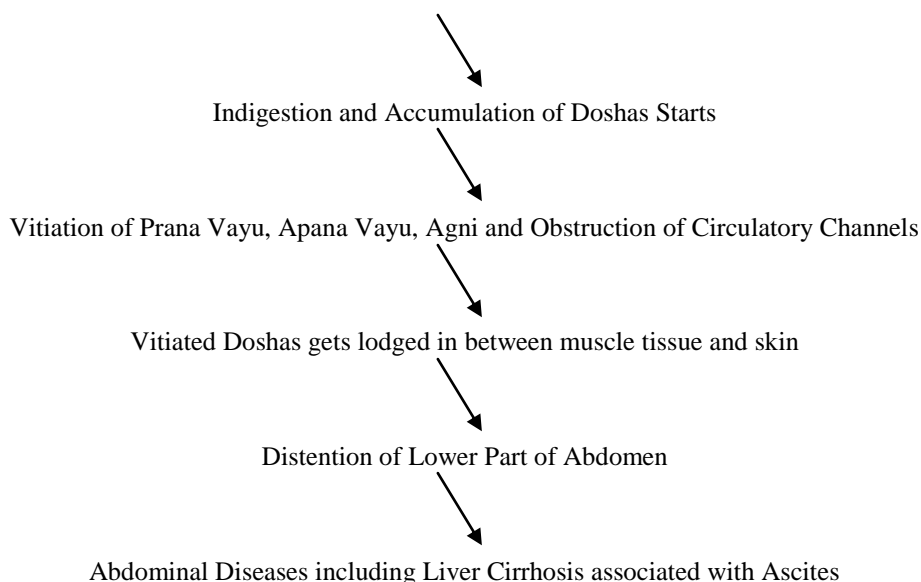 Indigestion and Accumulation of Doshas Starts
Vitiation of Prana Vayu, Apana Vayu, Agni and Obstruction of Circulatory Channels
Vitiated Doshas gets lodged in between muscle tissue and skin
Distention of Lower Part of Abdomen
Abdominal Diseases including Liver Cirrhosis associated with Ascites